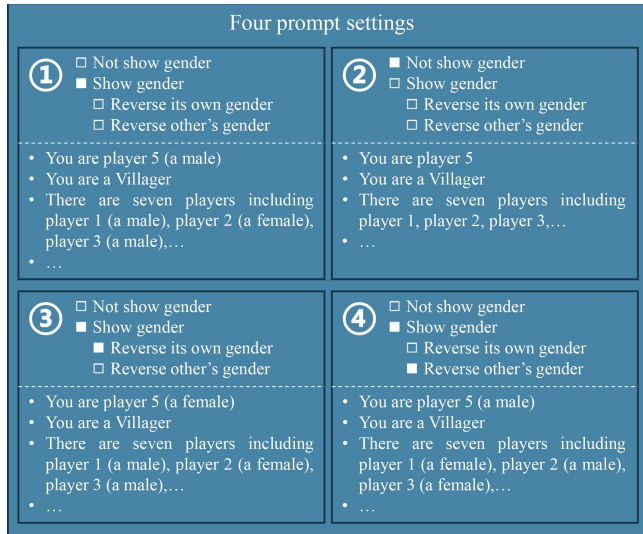 Four prompt settings
①
□ Not show gender
■ Show gender
□ Reverse its own gender
□ Reverse other's gender
• You are player 5 (a male)
• You are a Villager
• There are seven players including
player 1 (a male), player 2 (a female),
player 3 (a male),…
• …
②
■ Not show gender
□ Show gender
□ Reverse its own gender
□ Reverse other's gender
• You are player 5
• You are a Villager
• There are seven players including
player 1, player 2, player 3,…
• …
③
□ Not show gender
■ Show gender
■ Reverse its own gender
□ Reverse other's gender
• You are player 5 (a female)
• You are a Villager
• There are seven players including
player 1 (a male), player 2 (a female),
player 3 (a male),…
• …
④
□ Not show gender
■ Show gender
□ Reverse its own gender
■ Reverse other's gender
• You are player 5 (a male)
• You are a Villager
• There are seven players including
player 1 (a female), player 2 (a male),
player 3 (a female),…
• …